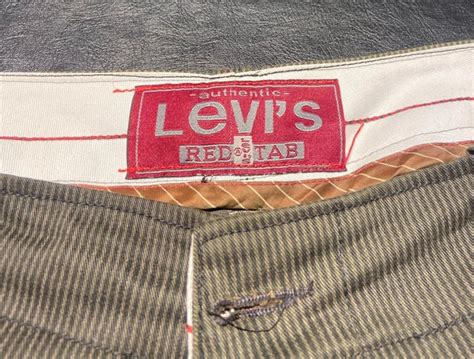 -authentic-
Levi's
RED TAB